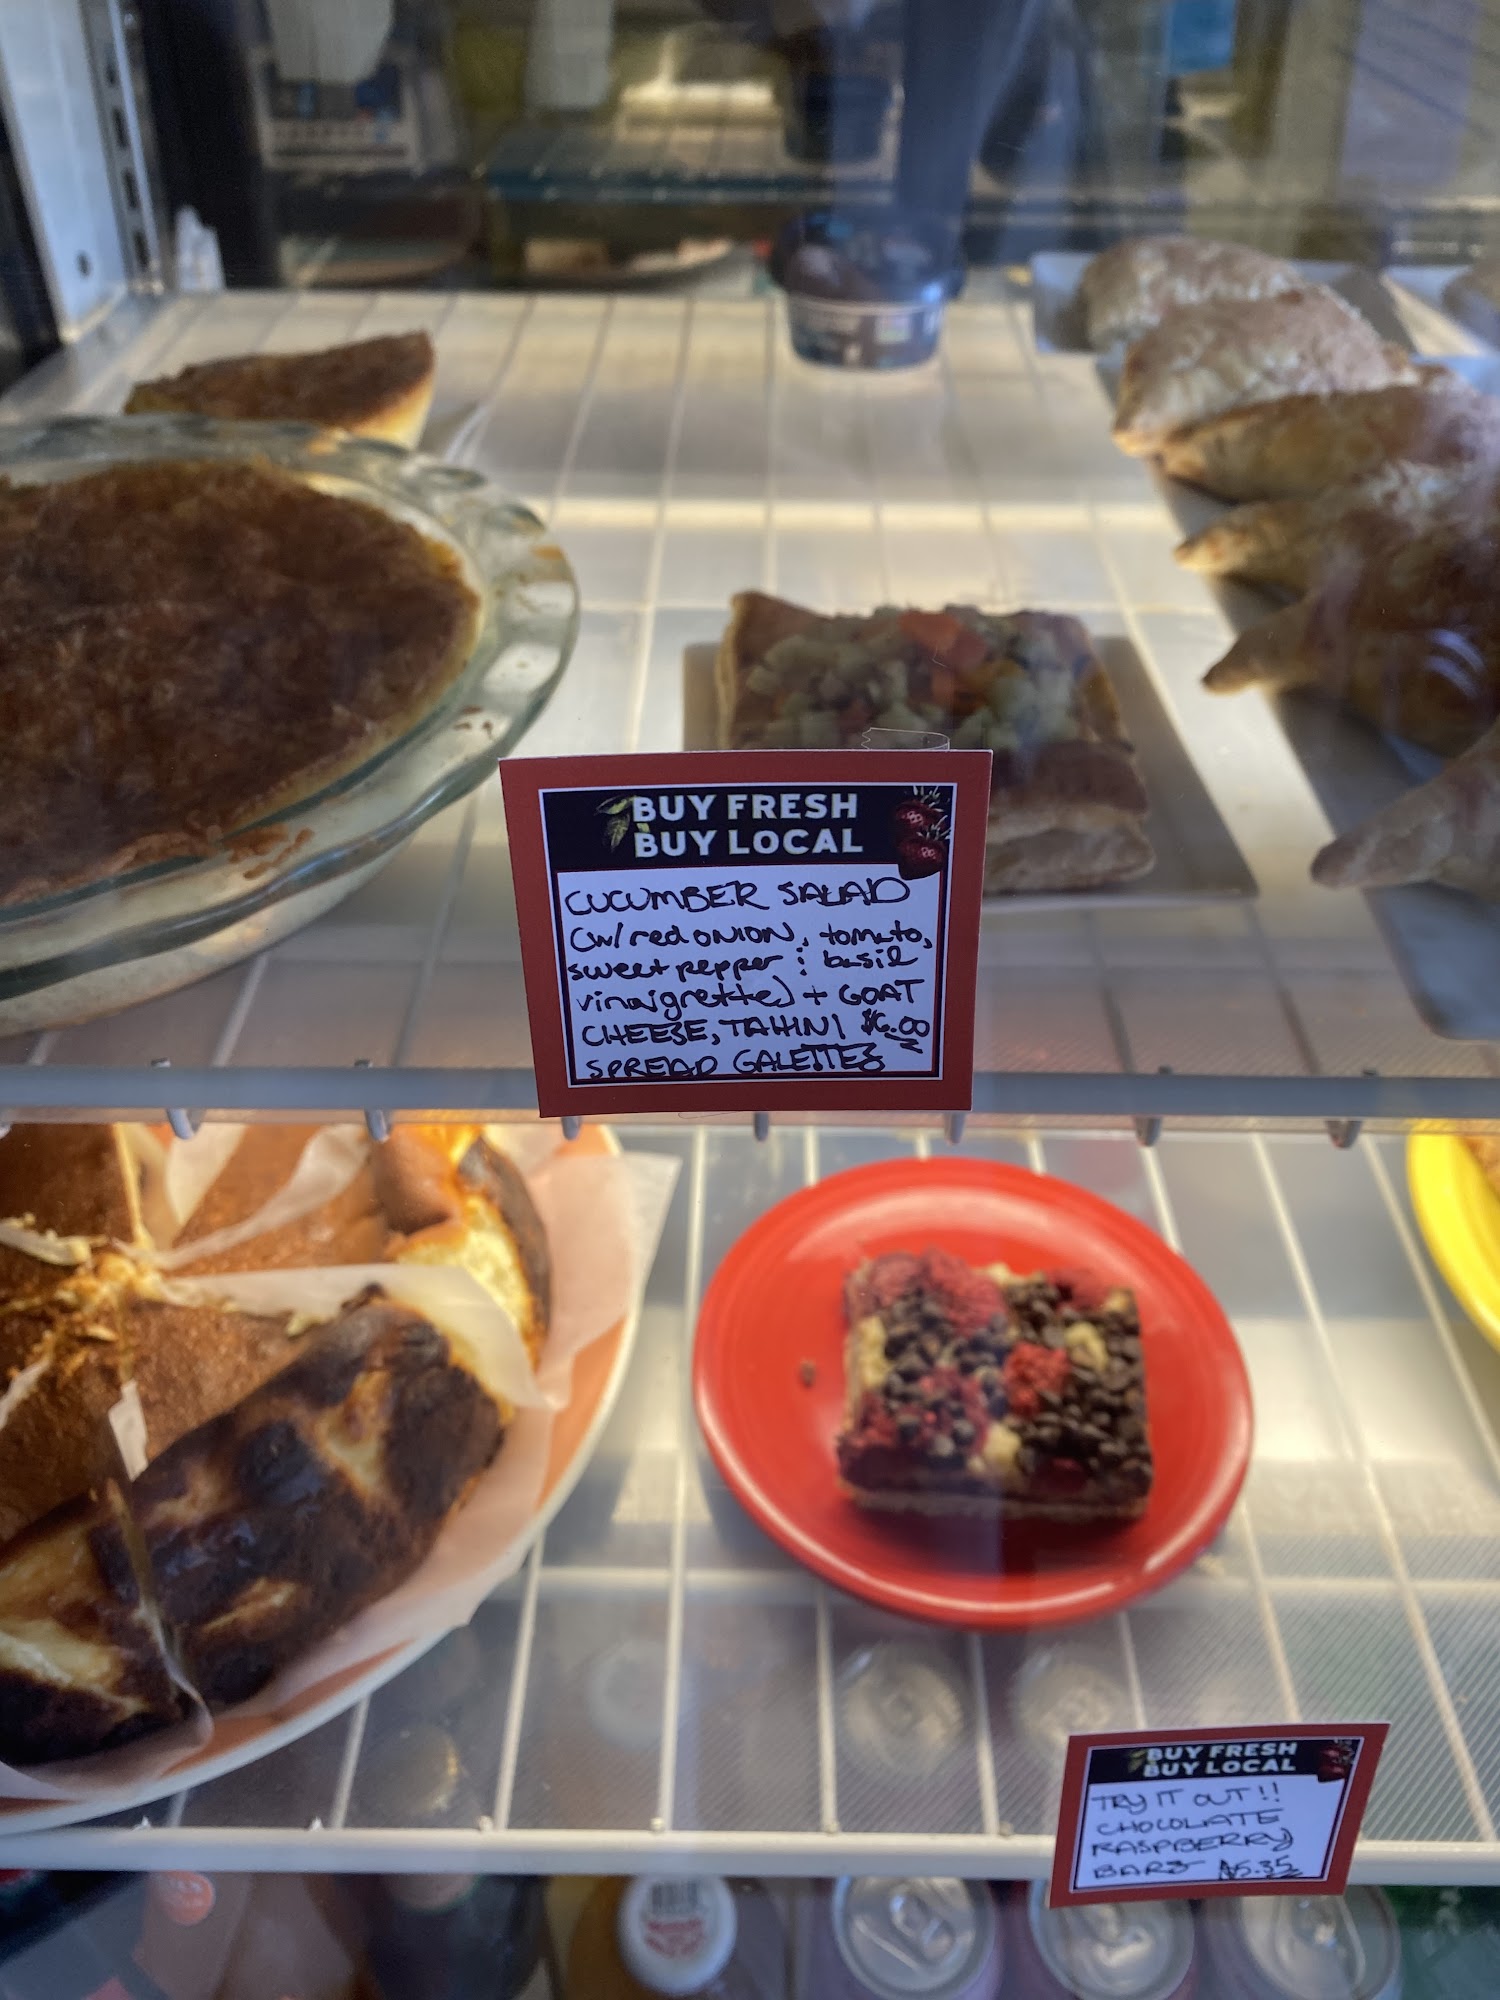 BUY FRESH
BUY LOCAL
CUCUMBER SALAD
(w/ red ONION, tomato,
sweet pepper ; basil
vinaigrette) + GOAT
CHEESE, TAHINI $6.00
SPREAD GALETTES
BUY FRESH
BUY LOCAL
TRY IT OUT!!
CHOCOLATE
RASPBERRY
BARS $5.35